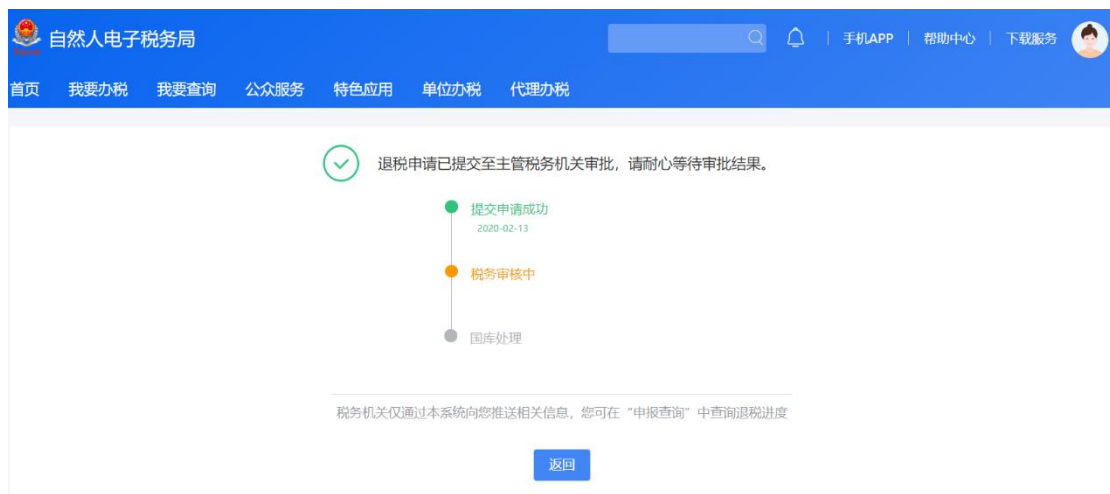 自然人电子税务局
手机APP 帮助中心 下载服务
首页 我要办税 我要查询 公众服务 特色应用 单位办税 代理办税
退税申请已提交至主管税务机关审批，请耐心等待审批结果。
提交申请成功
2020-02-13
税务审核中
国库处理
税务机关仅通过本系统向您推送相关信息，您可在“申报查询”中查询退税进度
返回